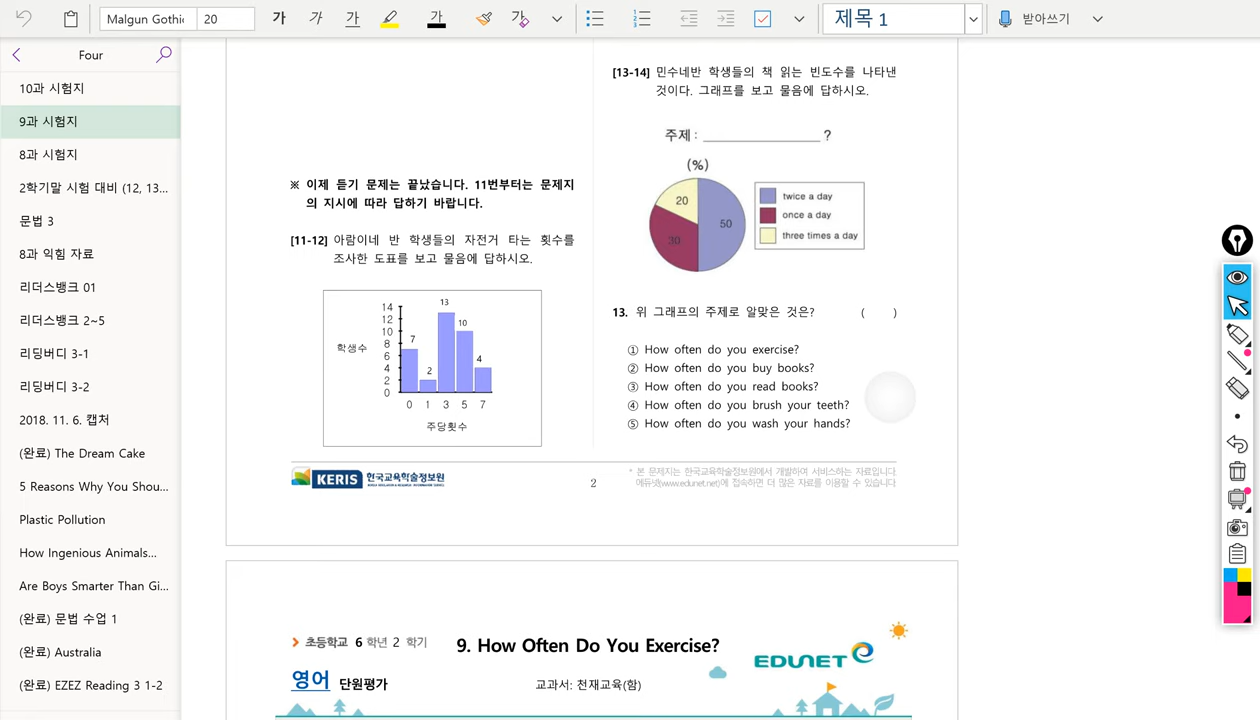 Malgun Gothic 20 가 가 가 가 가 제목 1 받아쓰기
Four
10과 시험지
9과 시험지
8과 시험지
2학기말 시험 대비 (12, 13...
문법 3
8과 익힘 자료
리더스뱅크 01
리더스뱅크 2~5
리딩버디 3-1
리딩버디 3-2
2018. 11. 6. 캡처
(완료) The Dream Cake
5 Reasons Why You Shou...
Plastic Pollution
How Ingenious Animals...
Are Boys Smarter Than Gi...
(완료) 문법 수업 1
(완료) Australia
(완료) EZEZ Reading 3 1-2
※ 이제 듣기 문제는 끝났습니다. 11번부터는 문제지
의 지시에 따라 답하기 바랍니다.
[11-12] 아람이네 반 학생들의 자전거 타는 횟수를
조사한 도표를 보고 물음에 답하시오.
학생수
14
12
10
8
6
4
2
0
7
2
13
10
4
0 1 3 5 7
주당횟수
[13-14] 민수네반 학생들의 책 읽는 빈도수를 나타낸
것이다. 그래프를 보고 물음에 답하시오.
주제 : ____________________ ?
(%)
20
50
30
twice a day
once a day
three times a day
13. 위 그래프의 주제로 알맞은 것은? ( )
① How often do you exercise?
② How often do you buy books?
③ How often do you read books?
④ How often do you brush your teeth?
⑤ How often do you wash your hands?
KERIS 한국교육학술정보원
2
* 본 문제지는 한국교육학술정보원에서 개발하여 서비스하는 자료입니다.
에듀넷(www.edunet.net)에 접속하면 더 많은 자료를 이용할 수 있습니다
초등학교 6 학년 2 학기
9. How Often Do You Exercise?
EDUNET
영어 단원평가
교과서: 천재교육(함)